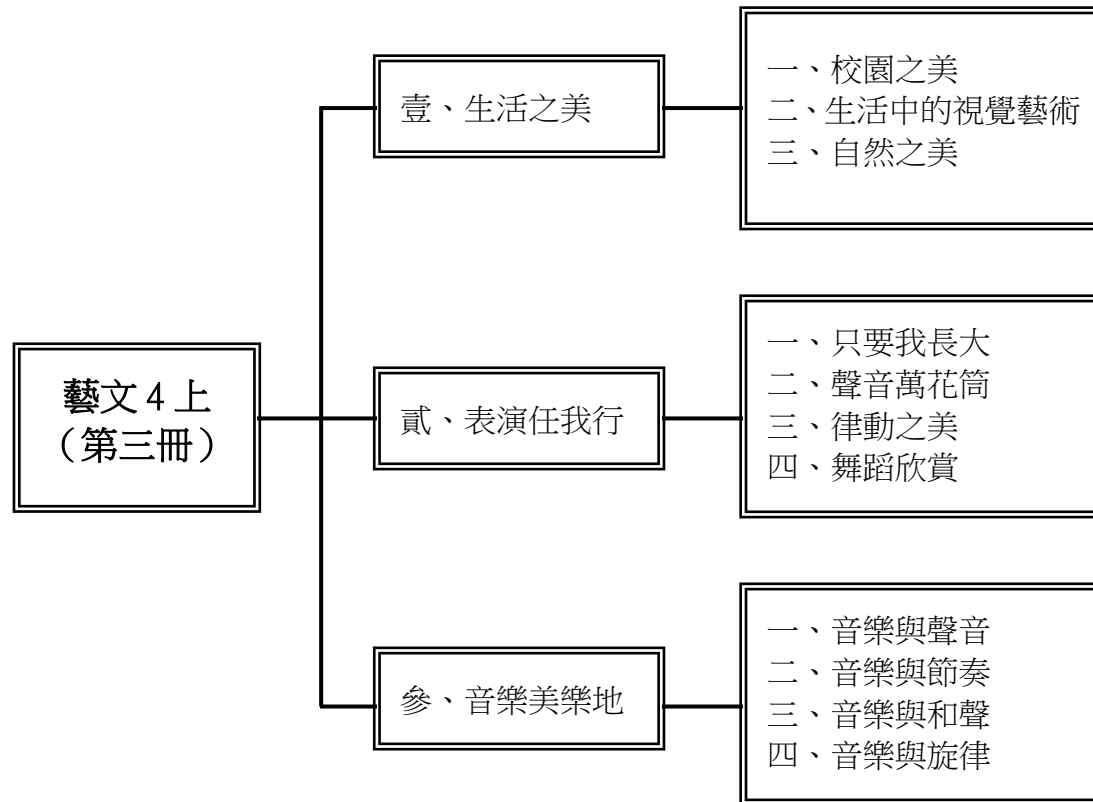 藝文 4 上
（第三冊）
壹、生活之美
一、校園之美
二、生活中的視覺藝術
三、自然之美
貳、表演任我行
一、只要我長大
二、聲音萬花筒
三、律動之美
四、舞蹈欣賞
參、音樂美樂地
一、音樂與聲音
二、音樂與節奏
三、音樂與和聲
四、音樂與旋律